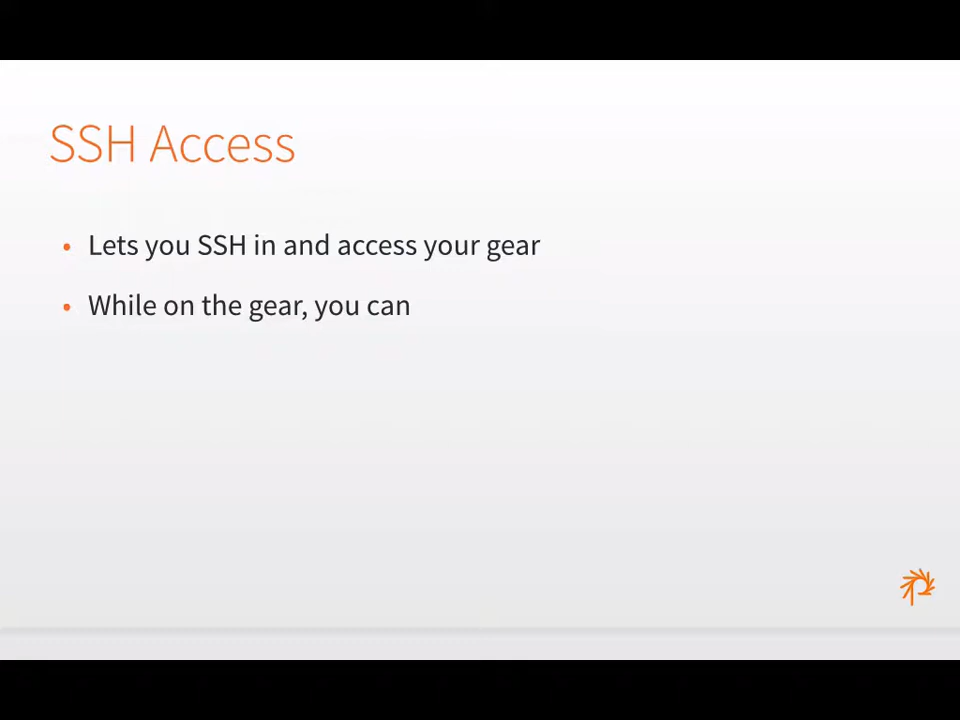 SSH Access
• Lets you SSH in and access your gear
• While on the gear, you can